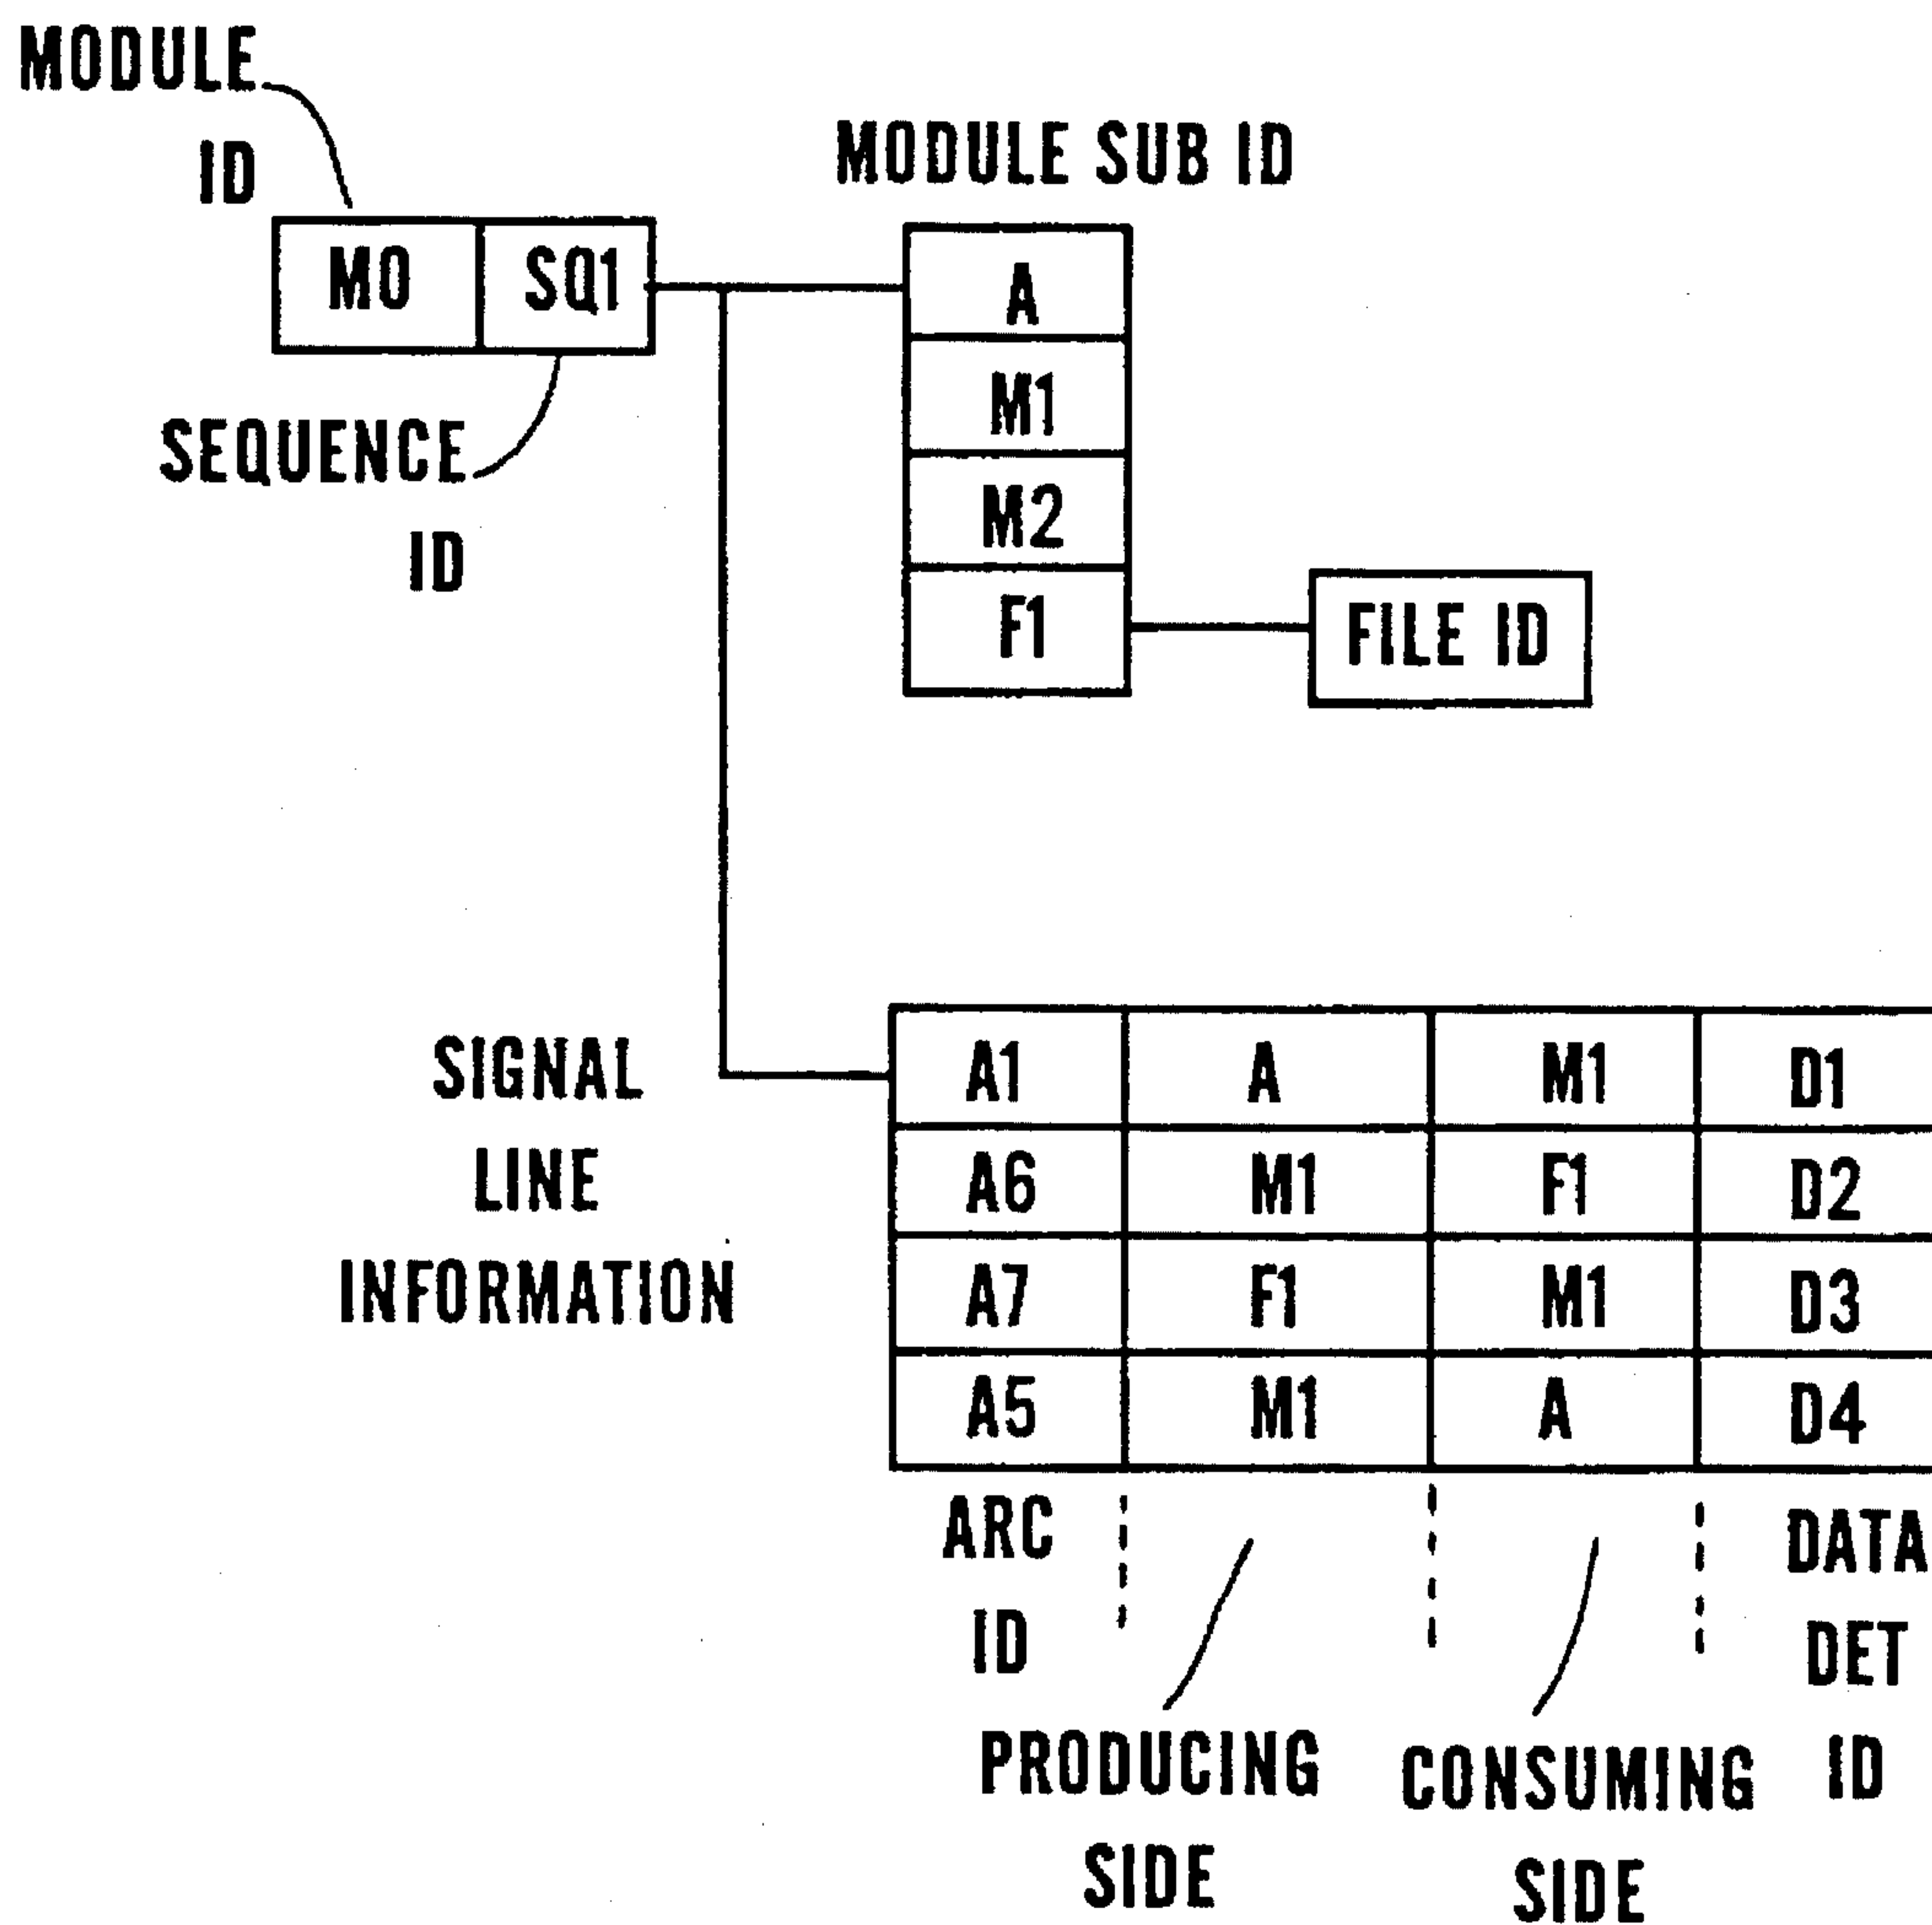 MODULE
ID
MODULE SUB ID
M0 SQ1
A
M1
M2
F1
FILE ID
SEQUENCE
ID
SIGNAL
LINE
INFORMATION
A1 A M1 D1
A6 M1 F1 D2
A7 F1 M1 D3
A5 M1 A D4
ARC
ID
PRODUCING
SIDE
CONSUMING
SIDE
DATA
DET
ID